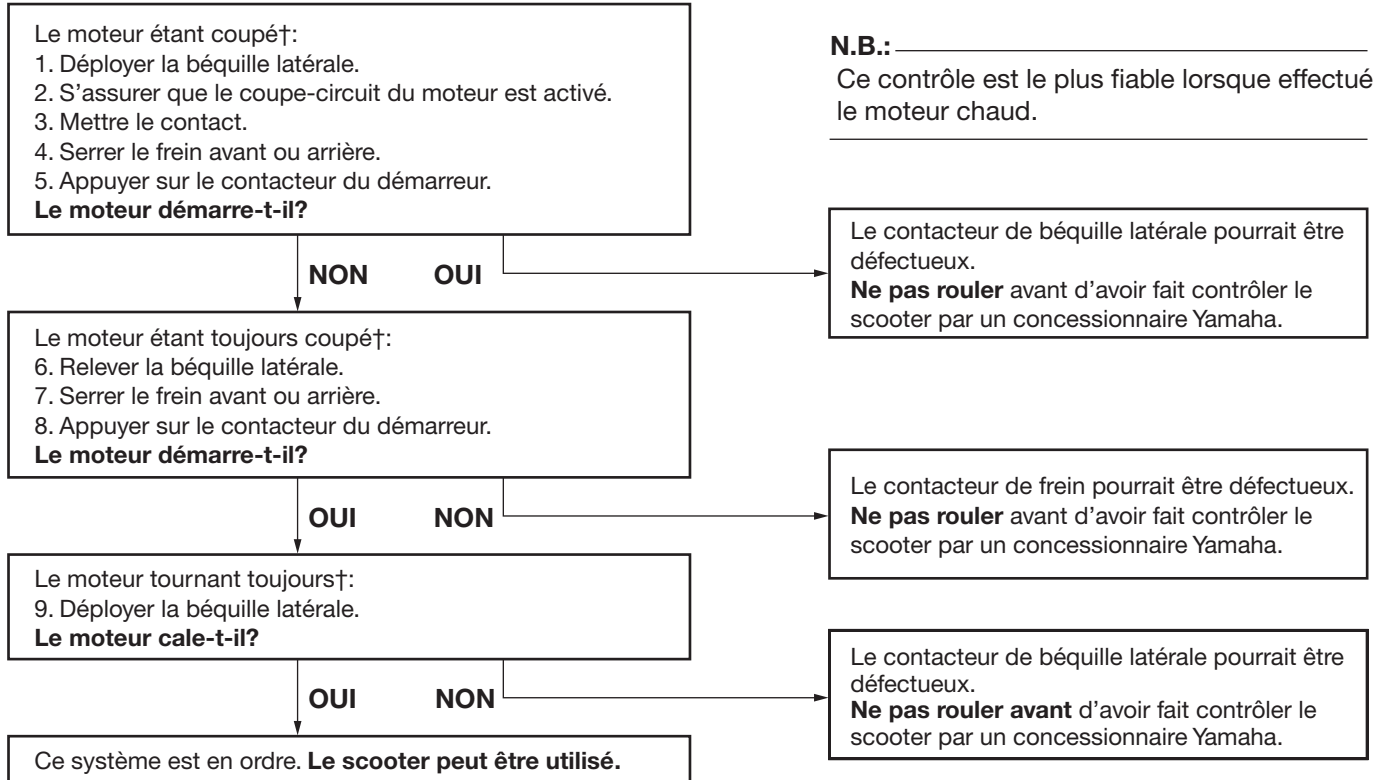 Le moteur étant coupé†:
1. Déployer la béquille latérale.
2. S'assurer que le coupe-circuit du moteur est activé.
3. Mettre le contact.
4. Serrer le frein avant ou arrière.
5. Appuyer sur le contacteur du démarreur.
Le moteur démarre-t-il?
N.B.:
Ce contrôle est le plus fiable lorsque effectué
le moteur chaud.
NON OUI
Le contacteur de béquille latérale pourrait être
défectueux.
Ne pas rouler avant d'avoir fait contrôler le
scooter par un concessionnaire Yamaha.
Le moteur étant toujours coupé†:
6. Relever la béquille latérale.
7. Serrer le frein avant ou arrière.
8. Appuyer sur le contacteur du démarreur.
Le moteur démarre-t-il?
OUI NON
Le contacteur de frein pourrait être défectueux.
Ne pas rouler avant d'avoir fait contrôler le
scooter par un concessionnaire Yamaha.
Le moteur tournant toujours†:
9. Déployer la béquille latérale.
Le moteur cale-t-il?
OUI NON
Le contacteur de béquille latérale pourrait être
défectueux.
Ne pas rouler avant d'avoir fait contrôler le
scooter par un concessionnaire Yamaha.
Ce système est en ordre. Le scooter peut être utilisé.